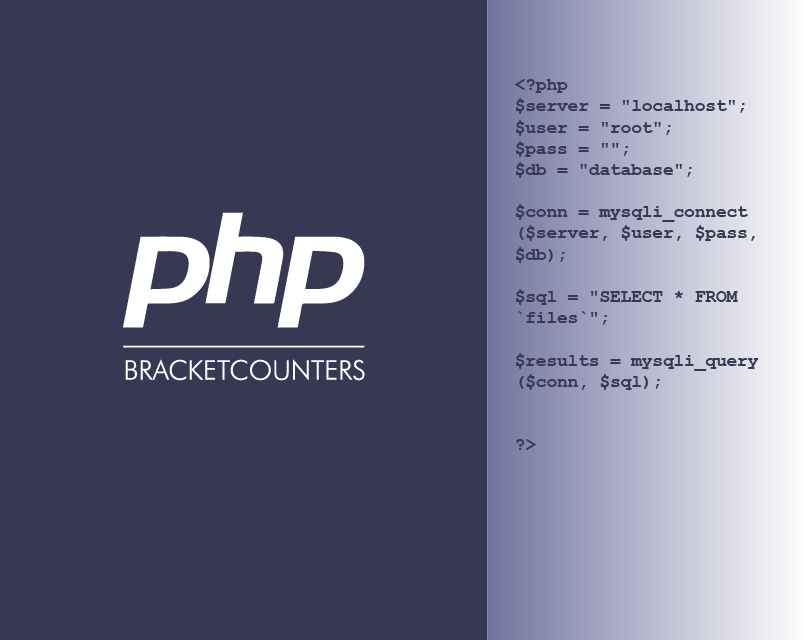 php
BRACKETCOUNTERS
<?php
$server = "localhost";
$user = "root";
$pass = "";
$db = "database";
$conn = mysqli_connect
($server, $user, $pass,
$db);
$sql = "SELECT * FROM
`files`";
$results = mysqli_query
($conn, $sql);
?>